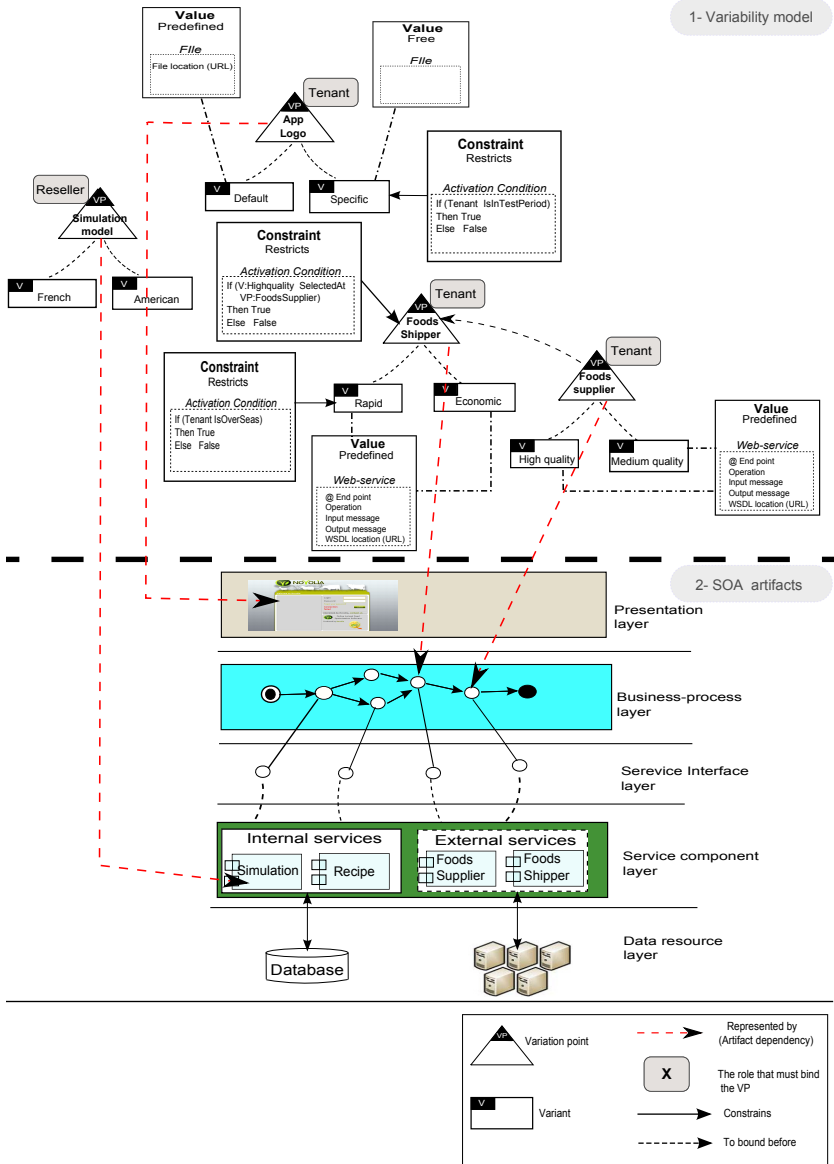 1- Variability model
Value
Predefined
FIle
File location (URL)
Value
Free
FIle
Tenant
VP
App
Logo
V
Default
V
Specific
Constraint
Restricts
Activation Condition
If (Tenant IsInTestPeriod)
Then True
Else False
Reseller
VP
Simulation
model
V
French
V
American
Constraint
Restricts
Activation Condition
If (V:Highquality SelectedAt
VP:FoodsSupplier)
Then True
Else False
Tenant
VP
Foods
Shipper
Tenant
VP
Foods
supplier
Constraint
Restricts
Activation Condition
If (Tenant IsOverSeas)
Then True
Else False
V
Rapid
V
Economic
Value
Predefined
Web-service
@ End point
Operation
Input message
Output message
WSDL location (URL)
V
High quality
V
Medium quality
Value
Predefined
Web-service
@ End point
Operation
Input message
Output message
WSDL location (URL)
2- SOA artifacts
Presentation
layer
Business-process
layer
Serevice Interface
layer
Internal services
Simulation
Recipe
External services
Foods
Supplier
Foods
Shipper
Service component
layer
Database
Data resource
layer
VP
Variation point
V
Variant
Represented by
(Artifact dependency)
X
The role that must bind
the VP
Constrains
To bound before